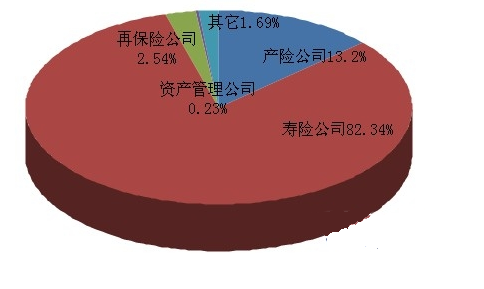 其它1.69%
再保险公司
2.54%
产险公司13.2%
资产管理公司
0.23%
寿险公司82.34%